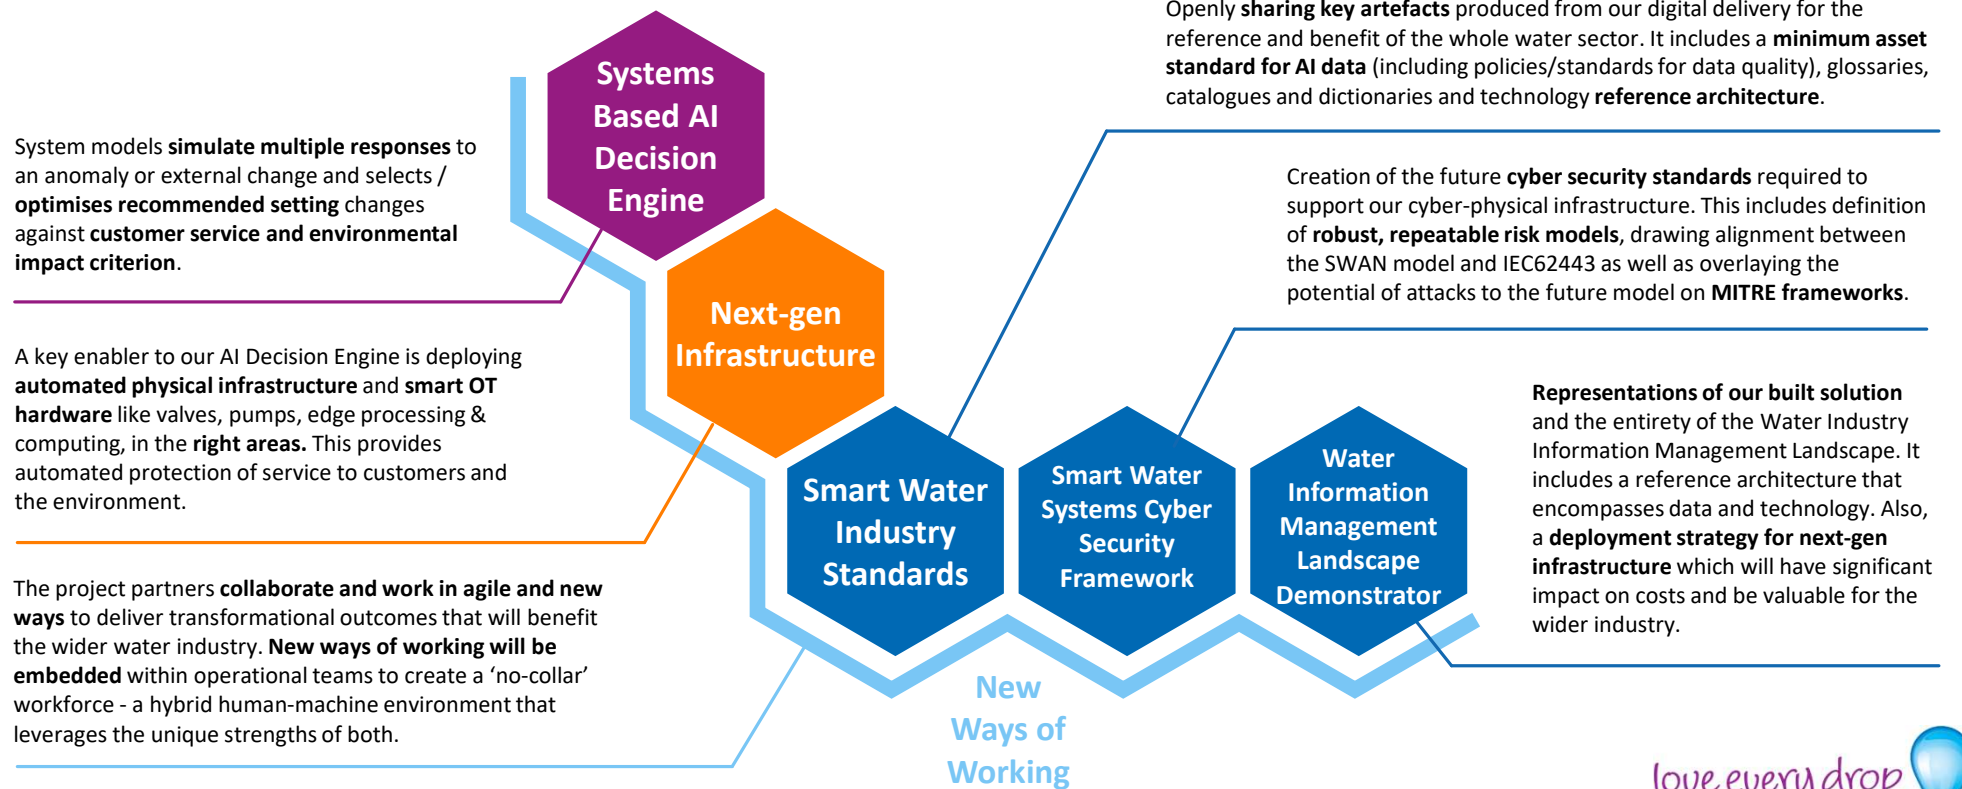 Openly sharing key artefacts produced from our digital delivery for the
reference and benefit of the whole water sector. It includes a minimum asset
standard for AI data (including policies/standards for data quality), glossaries,
catalogues and dictionaries and technology reference architecture.
Systems
Based AI
Decision
Engine
System models simulate multiple responses to
an anomaly or external change and selects /
optimises recommended setting changes
against customer service and environmental
impact criterion.
Creation of the future cyber security standards required to
support our cyber-physical infrastructure. This includes definition
of robust, repeatable risk models, drawing alignment between
the SWAN model and IEC62443 as well as overlaying the
potential of attacks to the future model on MITRE frameworks.
Next-gen
Infrastructure
A key enabler to our AI Decision Engine is deploying
automated physical infrastructure and smart OT
hardware like valves, pumps, edge processing &
computing, in the right areas. This provides
automated protection of service to customers and
the environment.
Representations of our built solution
and the entirety of the Water Industry
Information Management Landscape. It
includes a reference architecture that
encompasses data and technology. Also,
a deployment strategy for next-gen
infrastructure which will have significant
impact on costs and be valuable for the
wider industry.
Smart Water
Industry
Standards
Smart Water
Systems Cyber
Security
Framework
Water
Information
Management
Landscape
Demonstrator
The project partners collaborate and work in agile and new
ways to deliver transformational outcomes that will benefit
the wider water industry. New ways of working will be
embedded within operational teams to create a ‘no-collar’
workforce - a hybrid human-machine environment that
leverages the unique strengths of both.
New
Ways of
Working
love every drop